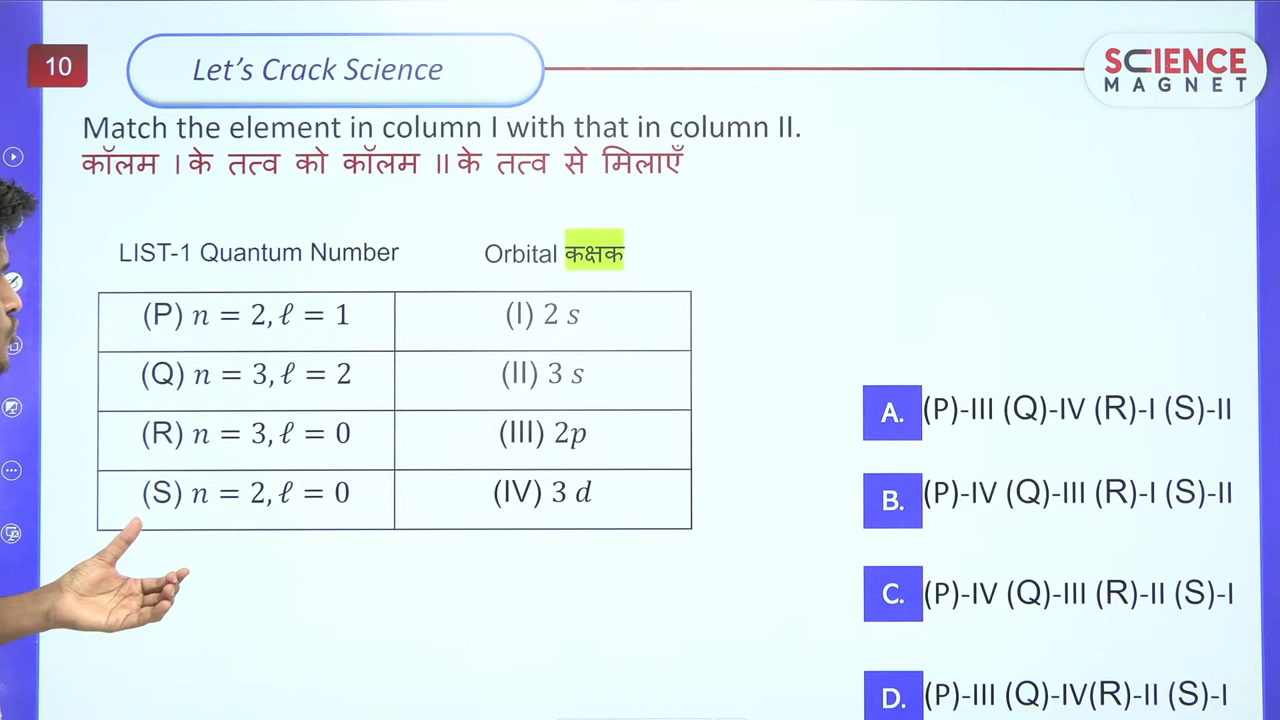 10
Let's Crack Science
SCIENCE
MAGNET
Match the element in column I with that in column II.
कॉलम I के तत्व को कॉलम II के तत्व से मिलाएँ
LIST-1 Quantum Number Orbital कक्षक
(P) n = 2, ℓ = 1 (I) 2 s
(Q) n = 3, ℓ = 2 (II) 3 s
(R) n = 3, ℓ = 0 (III) 2p
(S) n = 2, ℓ = 0 (IV) 3 d
A. (P)-III (Q)-IV (R)-I (S)-II
B. (P)-IV (Q)-III (R)-I (S)-II
C. (P)-IV (Q)-III (R)-II (S)-I
D. (P)-III (Q)-IV(R)-II (S)-I